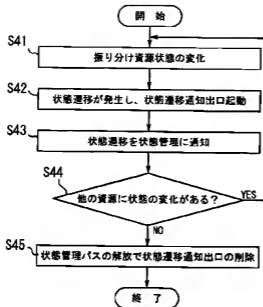 開始
S41
振り分け資源状態の変化
S42
状態遷移が発生し、状態遷移通知出口起動
S43
状態遷移を状態管理に通知
S44
他の資源に状態の変化がある？
YES
NO
S45
状態管理パスの解放で状態遷移通知出口の削除
終了